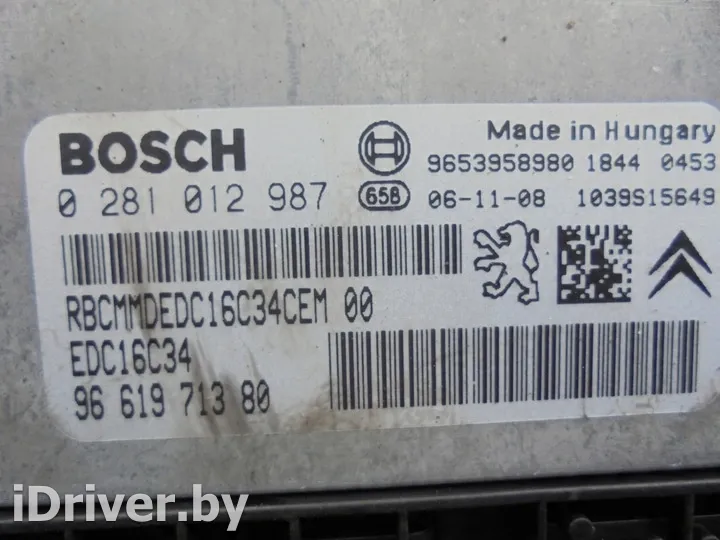 BOSCH
Made in Hungary
9653958980 1844 0453
0 281 012 987
658
06-11-08 1039S15649
RBCMMDEDC16C34CEM 00
EDC16C34
96 619 713 80
iDriver.by